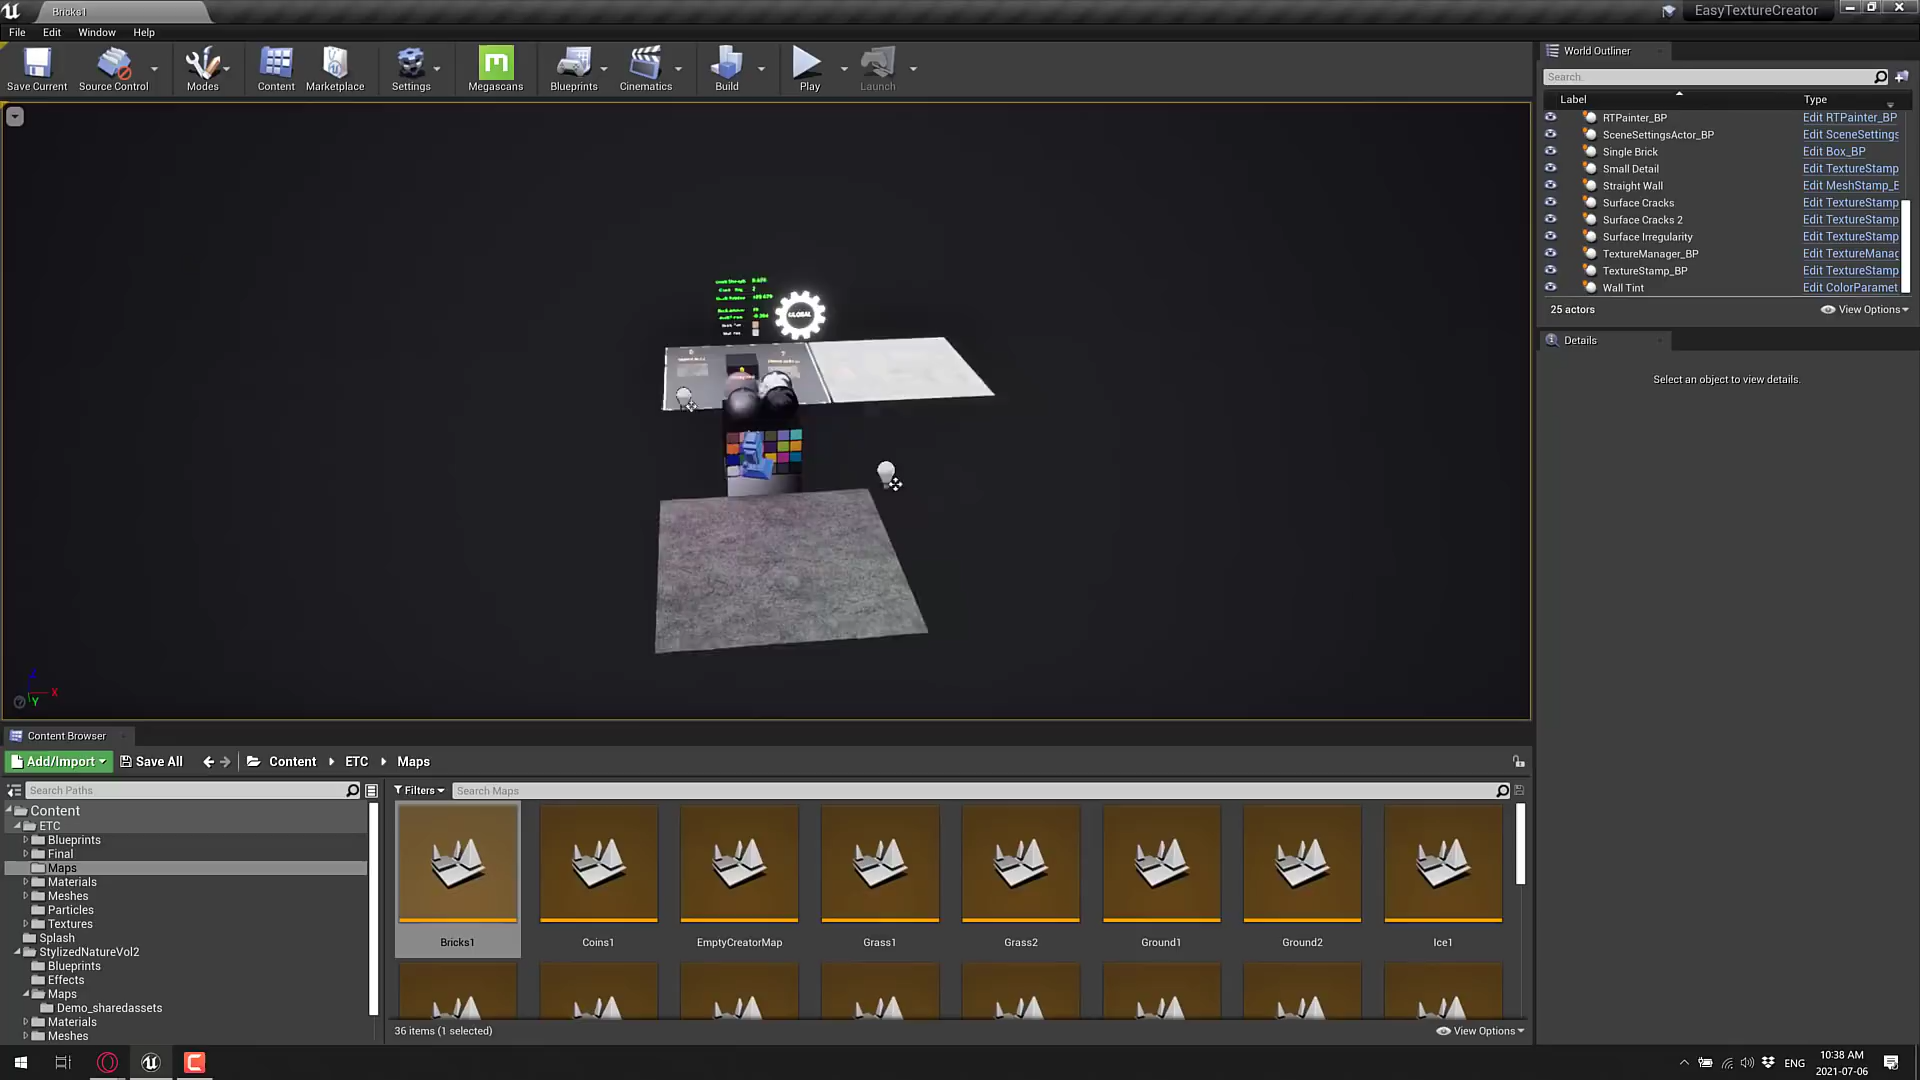 Bricks1
EasyTextureCreator
File Edit Window Help
Save Current
Source Control
Modes
Content
Marketplace
Settings
Megascans
Blueprints
Cinematics
Build
Play
Launch
World Outliner
Search..
Label Type
RTPainter_BP Edit RTPainter_BP
SceneSettingsActor_BP Edit SceneSettings
Single Brick Edit Box_BP
Small Detail Edit TextureStamp
Straight Wall Edit MeshStamp_E
Surface Cracks Edit TextureStamp
Surface Cracks 2 Edit TextureStamp
Surface Irregularity Edit TextureStamp
TextureManager_BP Edit TextureManag
TextureStamp_BP Edit TextureStamp
Wall Tint Edit ColorParamet
25 actors
View Options
Details
Select an object to view details.
GLOBAL
X
Y
Content Browser
Add/Import
Save All
Content
ETC
Maps
Search Paths
Filters
Search Maps
Content
ETC
Blueprints
Final
Maps
Materials
Meshes
Particles
Textures
Splash
StylizedNatureVol2
Blueprints
Effects
Maps
Demo_sharedassets
Materials
Meshes
Bricks1
Coins1
EmptyCreatorMap
Grass1
Grass2
Ground1
Ground2
Ice1
36 items (1 selected)
View Options
ENG
10:38 AM
2021-07-06